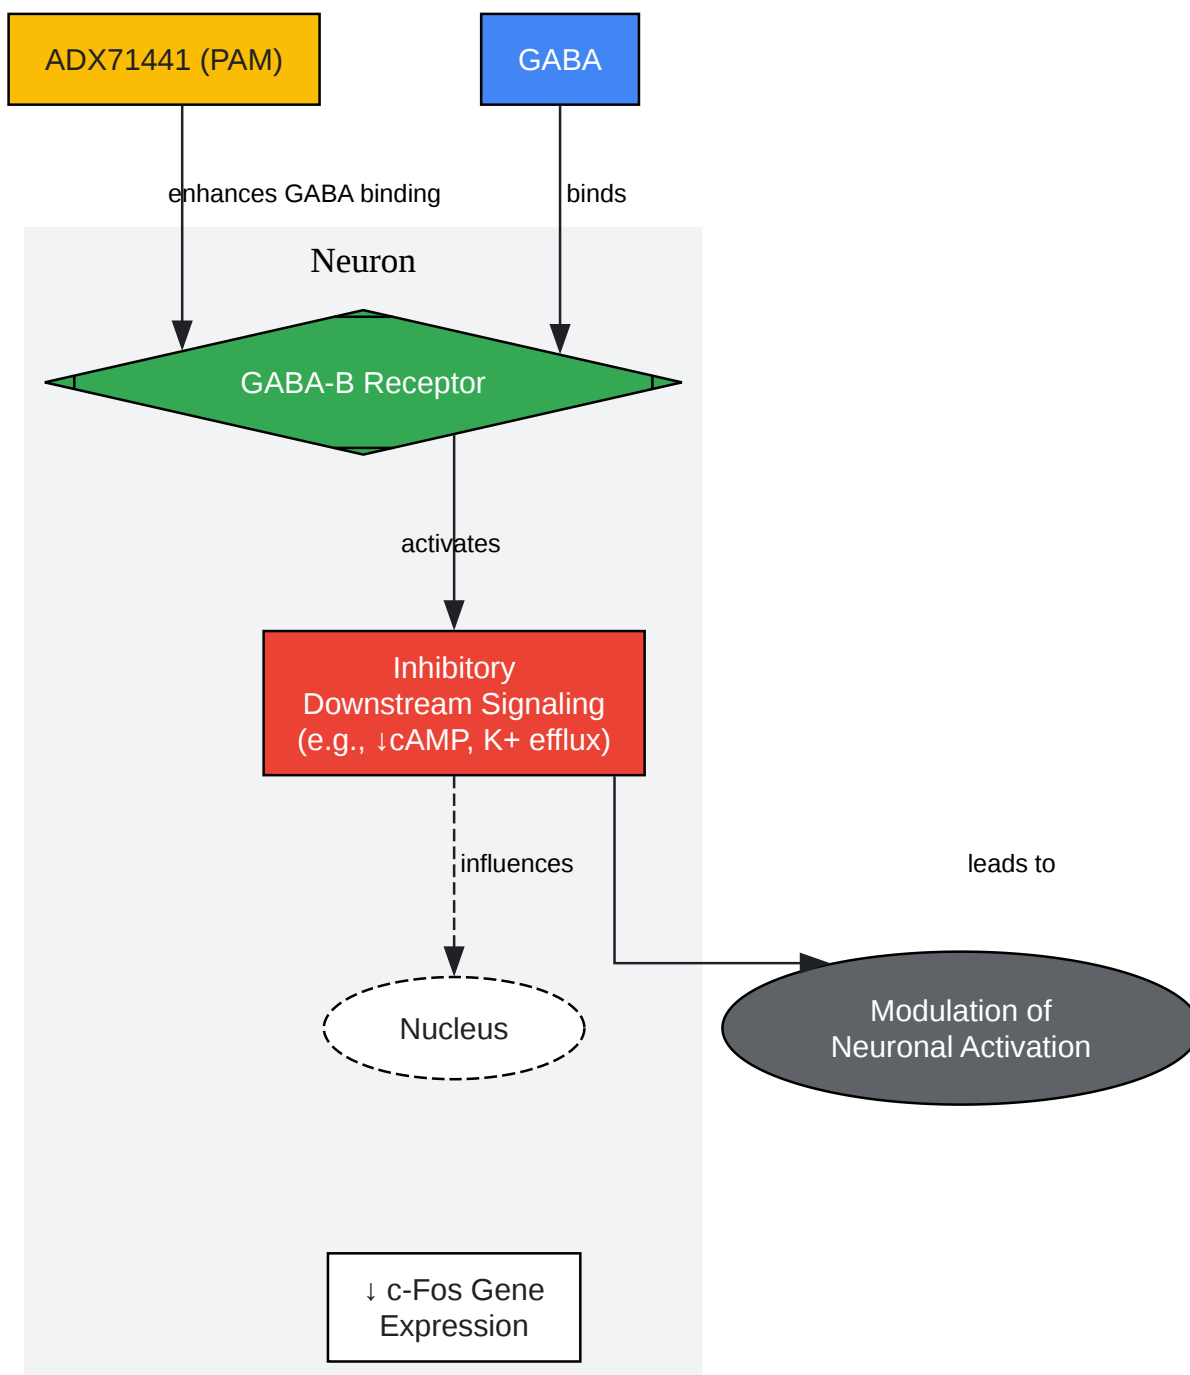 ADX71441 (PAM)
GABA
enhances GABA binding
binds
Neuron
GABA-B Receptor
activates
Inhibitory
Downstream Signaling
(e.g., ↓cAMP, K+ efflux)
influences
leads to
Nucleus
Modulation of
Neuronal Activation
↓ c-Fos Gene
Expression